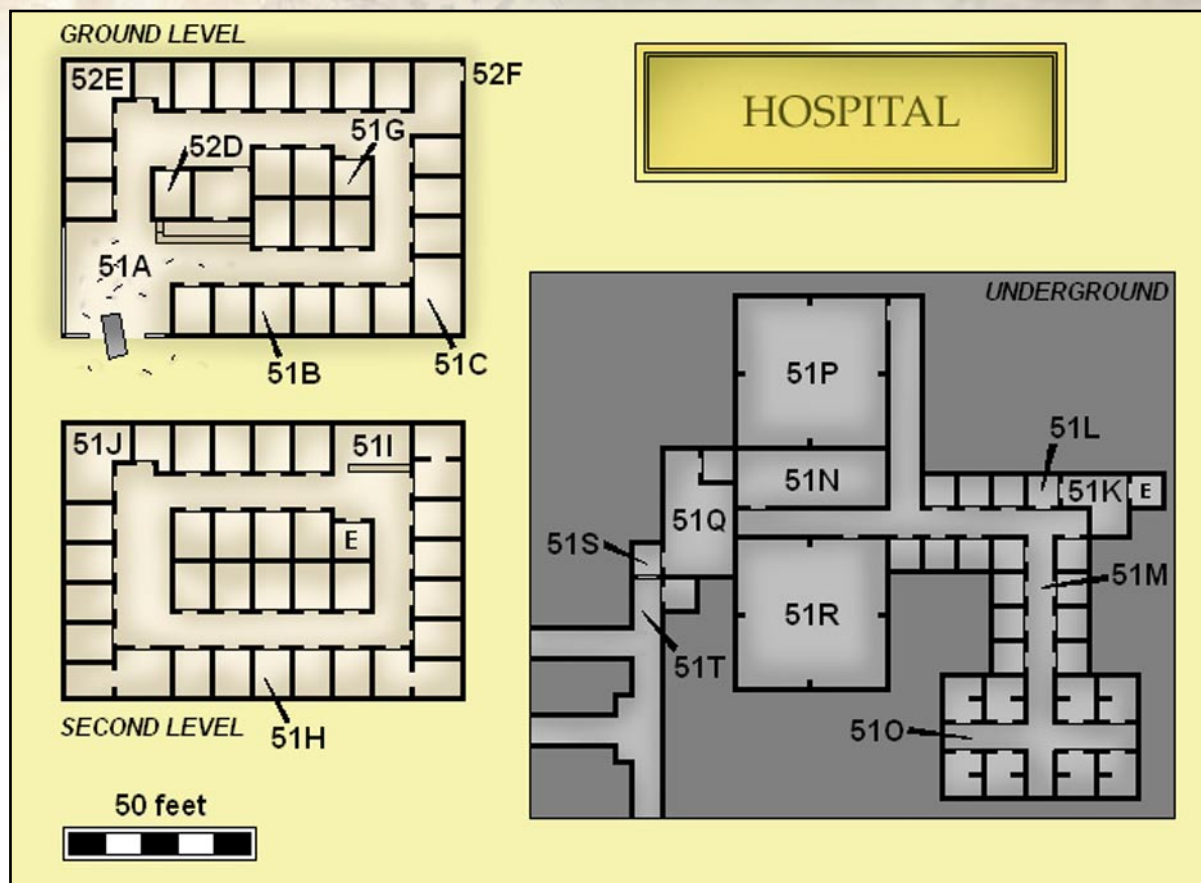 GROUND LEVEL
HOSPITAL
52E
52F
51G
52D
51A
51B
51C
UNDERGROUND
51P
51L
51N
51K
E
51Q
51S
51M
51R
51T
51O
51J
51I
E
SECOND LEVEL
51H
50 feet